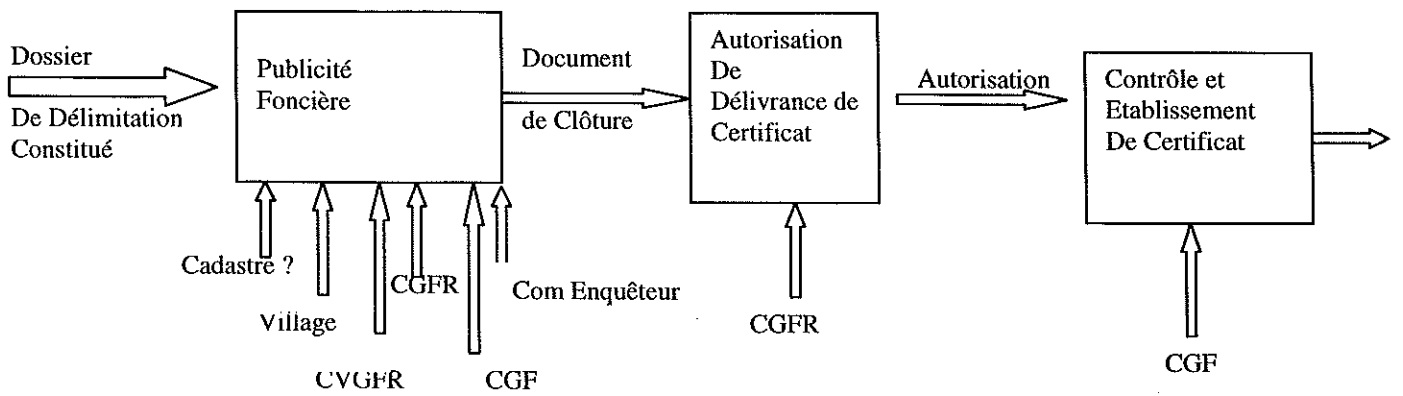 Dossier
De Délimitation
Constitué
Publicité
Foncière
Document
de Clôture
Autorisation
De
Délivrance de
Certificat
Autorisation
Contrôle et
Etablissement
De Certificat
Cadastre ?
Village
CVGFR
CGFR
CGF
Com Enquêteur
CGFR
CGF